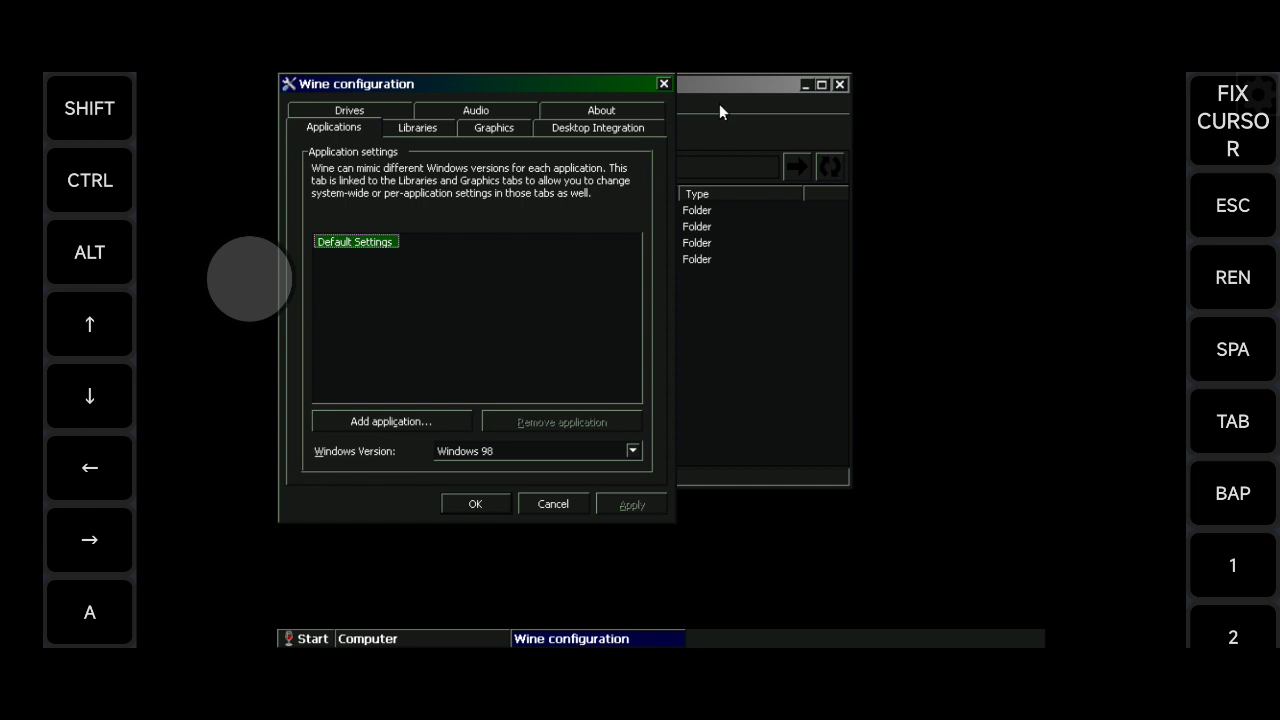 SHIFT
CTRL
ALT
↑
↓
←
→
A
Wine configuration
Drives
Audio
About
Applications
Libraries
Graphics
Desktop Integration
Application settings
Wine can mimic different Windows versions for each application. This
tab is linked to the Libraries and Graphics tabs to allow you to change
system-wide or per-application settings in those tabs as well.
Default Settings
Add application...
Remove application
Windows Version:
Windows 98
OK
Cancel
Apply
Type
Folder
Folder
Folder
Folder
Start
Computer
Wine configuration
FIX
CURSO
R
ESC
REN
SPA
TAB
BAP
1
2